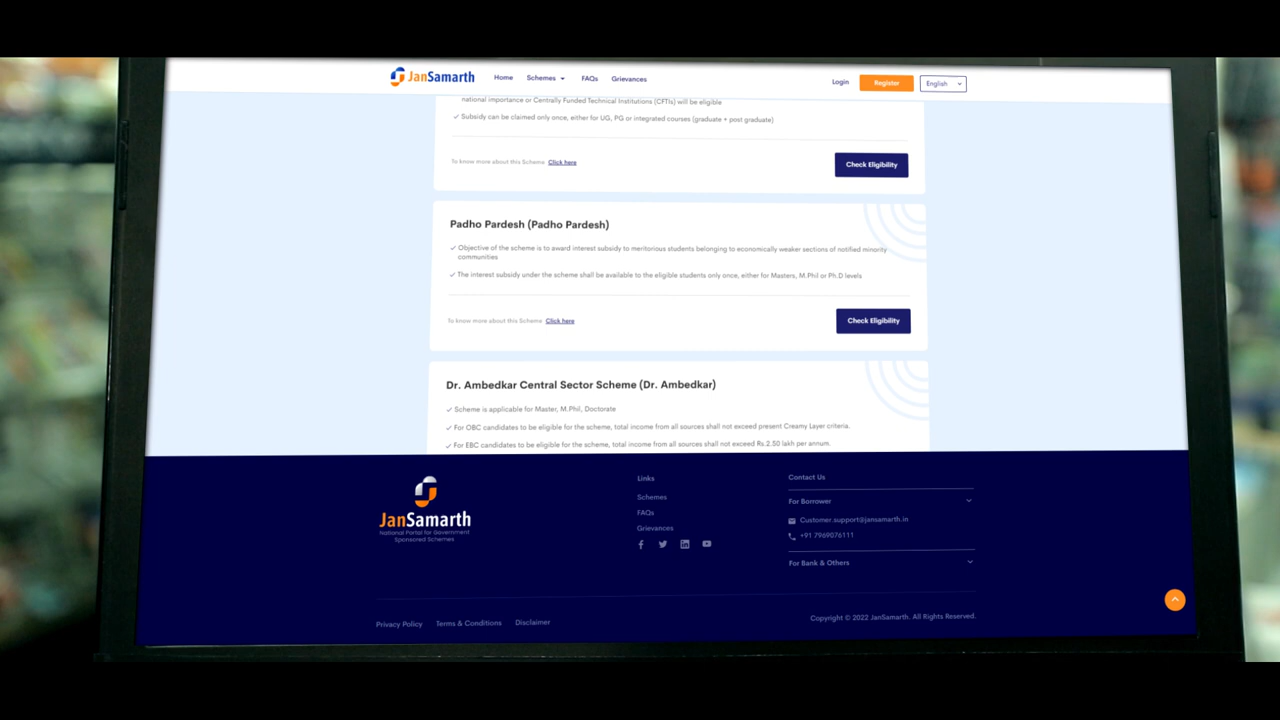 JanSamarth
Home Schemes FAQs Grievances
Login Register English
national importance or Centrally Funded Technical Institutions (CFTIs) will be eligible
Subsidy can be claimed only once, either for UG, PG or integrated courses (graduate + post graduate)
To know more about this Scheme Click here
Check Eligibility
Padho Pardesh (Padho Pardesh)
Objective of the scheme is to award interest subsidy to meritorious students belonging to economically weaker sections of notified minority
communities
The interest subsidy under the scheme shall be available to the eligible students only once, either for Masters, M.Phil or Ph.D levels
To know more about this Scheme Click here
Check Eligibility
Dr. Ambedkar Central Sector Scheme (Dr. Ambedkar)
Scheme is applicable for Master, M.Phil, Doctorate
For OBC candidates to be eligible for the scheme, total income from all sources shall not exceed present Creamy Layer criteria.
For EBC candidates to be eligible for the scheme, total income from all sources shall not exceed Rs.2.50 lakh per annum.
JanSamarth
National Portal for Government
Sponsored Schemes
Links
Schemes
FAQs
Grievances
Contact Us
For Borrower
Customer.support@jansamarth.in
+91 7969076111
For Bank & Others
Privacy Policy Terms & Conditions Disclaimer
Copyright © 2022 JanSamarth. All Rights Reserved.